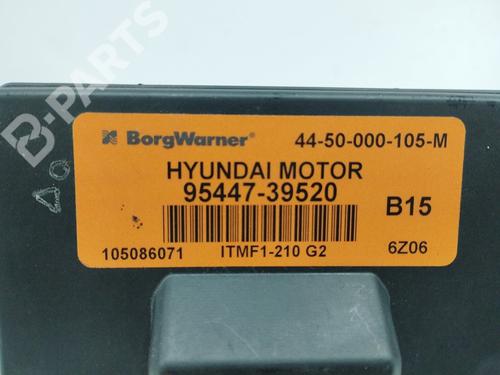 B-PARTS
BorgWarner® 44-50-000-105-M
HYUNDAI MOTOR
95447-39520
B15
105086071 ITMF1-210 G2 6Z06